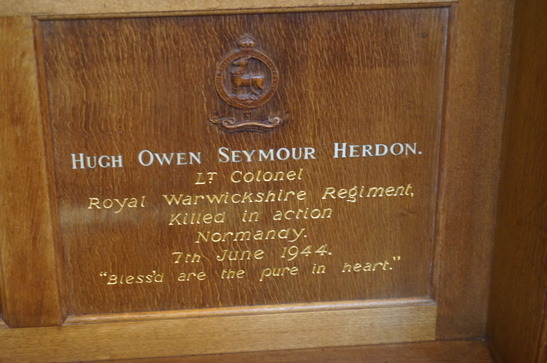 HUGH OWEN SEYMOUR HERDON.
LT Colonel
Royal Warwickshire Regiment,
Killed in action
Normandy.
7th June 1944.
"Bless'd are the pure in heart."